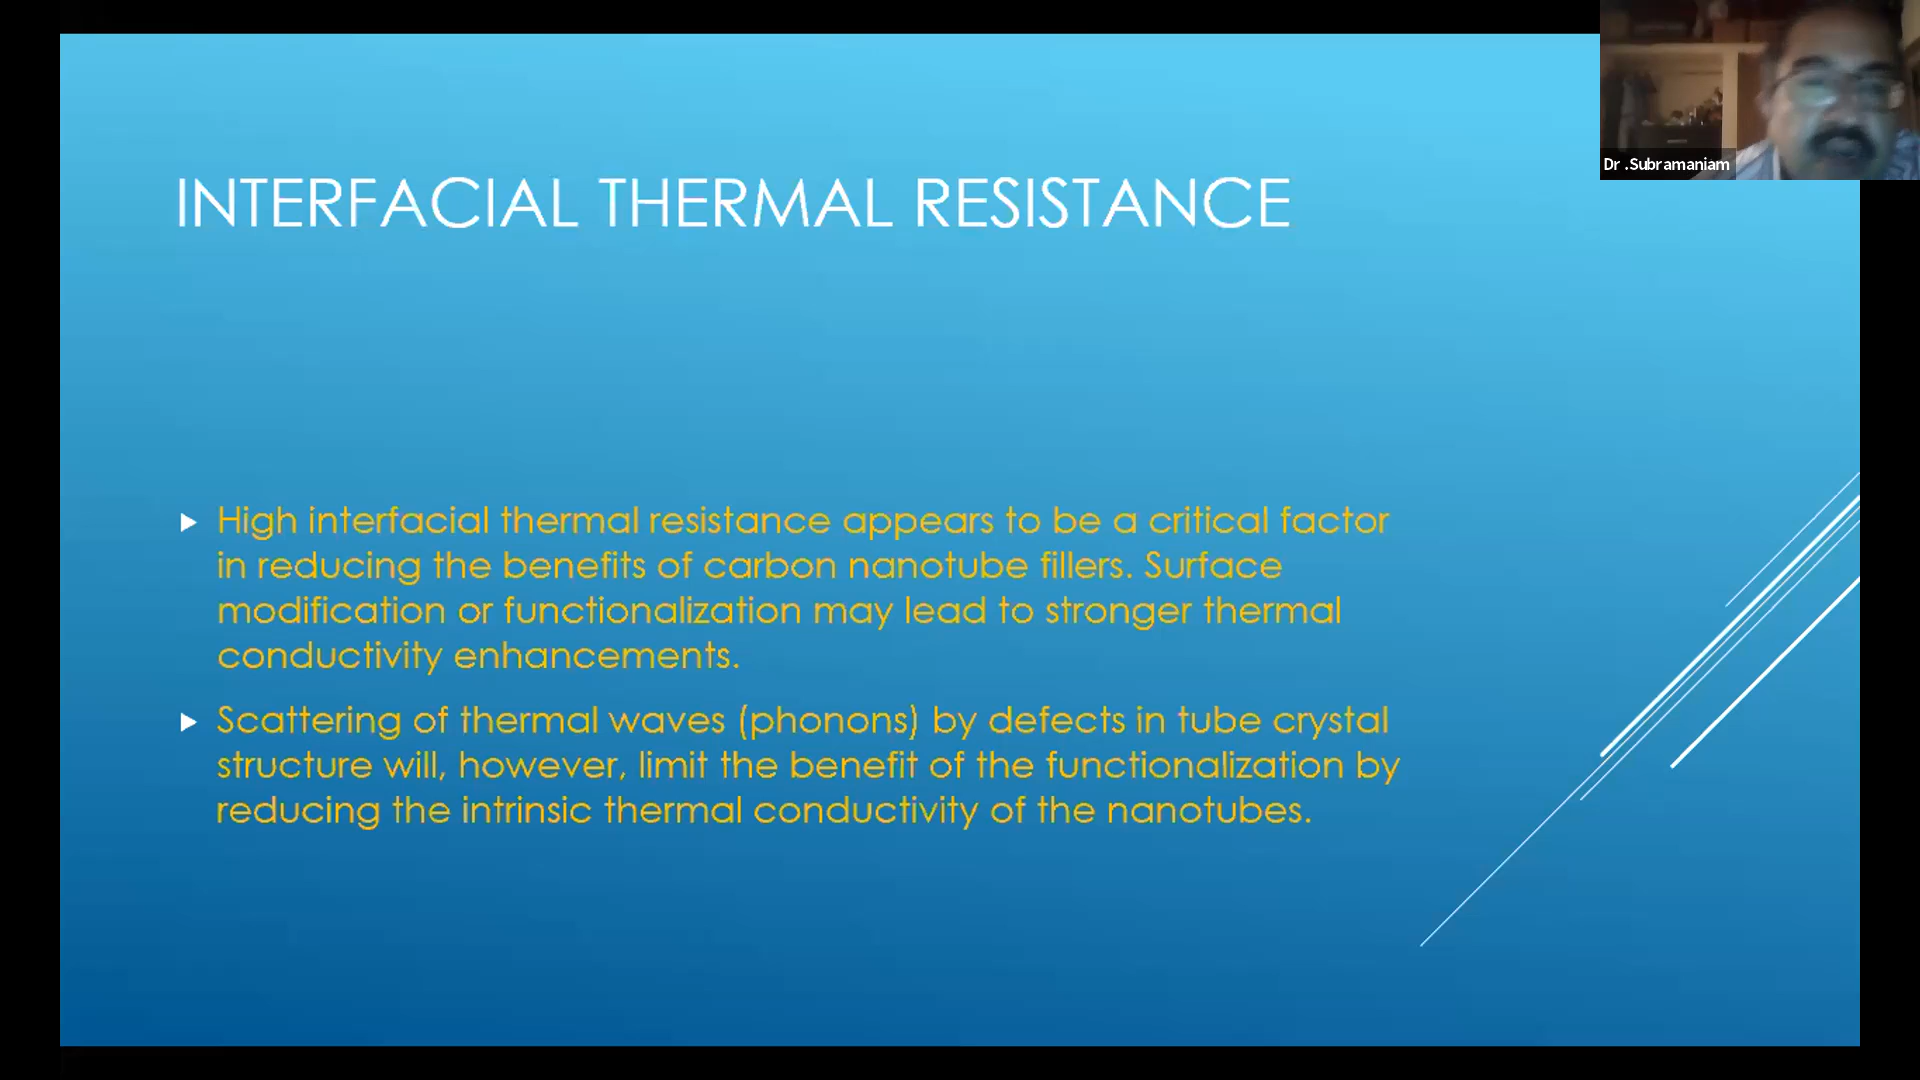 Dr .Subramaniam
INTERFACIAL THERMAL RESISTANCE
High interfacial thermal resistance appears to be a critical factor
in reducing the benefits of carbon nanotube fillers. Surface
modification or functionalization may lead to stronger thermal
conductivity enhancements.
Scattering of thermal waves (phonons) by defects in tube crystal
structure will, however, limit the benefit of the functionalization by
reducing the intrinsic thermal conductivity of the nanotubes.